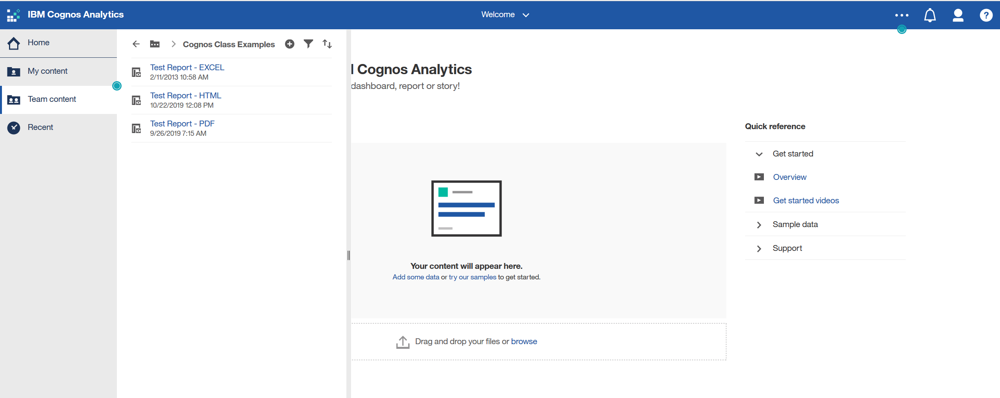 IBM Cognos Analytics
Welcome
?
Home
My content
Team content
Recent
Cognos Class Examples
Test Report - EXCEL
2/11/2013 10:58 AM
Test Report - HTML
10/22/2019 12:08 PM
Test Report - PDF
9/26/2019 7:15 AM
Cognos Analytics
dashboard, report or story!
Your content will appear here.
Add some data or try our samples to get started.
Drag and drop your files or browse
Quick reference
Get started
Overview
Get started videos
Sample data
Support